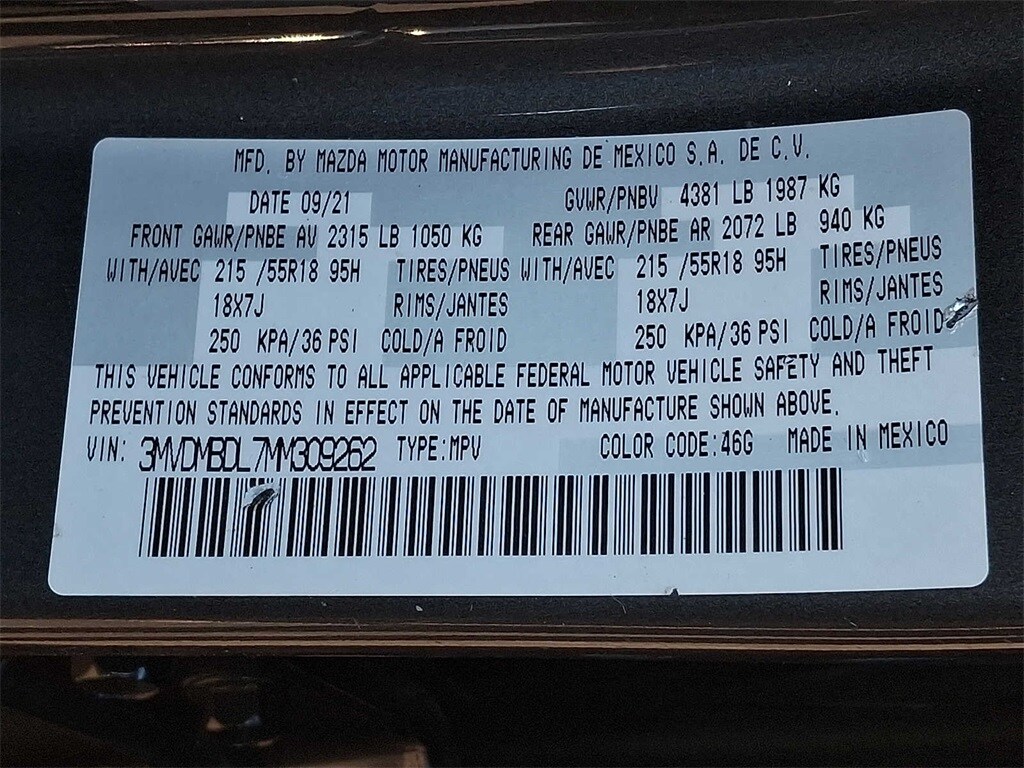 MFD. BY MAZDA MOTOR MANUFACTURING DE MEXICO S.A. DE C.V.
DATE 09/21 GVWR/PNBV 4381 LB 1987 KG
FRONT GAWR/PNBE AV 2315 LB 1050 KG REAR GAWR/PNBE AR 2072 LB 940 KG
WITH/AVEC 215 /55R18 95H TIRES/PNEUS WITH/AVEC 215 /55R18 95H TIRES/PNEUS
18X7J RIMS/JANTES 18X7J RIMS/JANTES
250 KPA/36 PSI COLD/A FROID 250 KPA/36 PSI COLD/A FROID
THIS VEHICLE CONFORMS TO ALL APPLICABLE FEDERAL MOTOR VEHICLE SAFETY AND THEFT
PREVENTION STANDARDS IN EFFECT ON THE DATE OF MANUFACTURE SHOWN ABOVE.
VIN: 3MVDMBDL7MM309262 TYPE:MPV COLOR CODE:46G MADE IN MEXICO